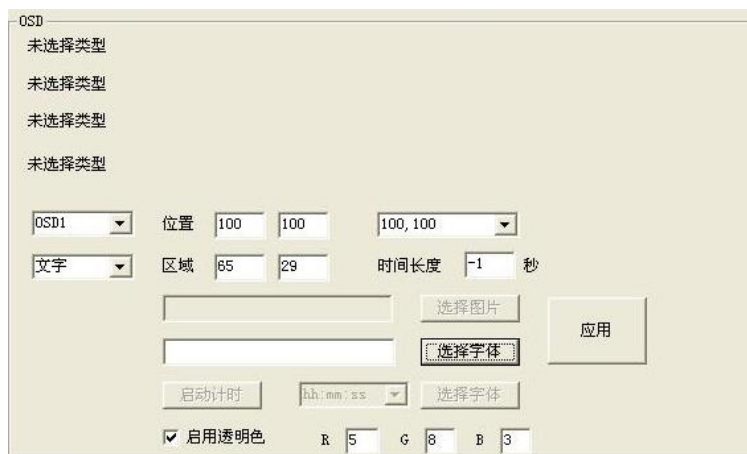 OSD
未选择类型
未选择类型
未选择类型
未选择类型
OSD1 位置 100 100 100,100
文字 区域 65 29 时间长度 -1 秒
选择图片
应用
选择字体
启动计时 hh:mm:ss 选择字体
启用透明色 R 5 G 8 B 3